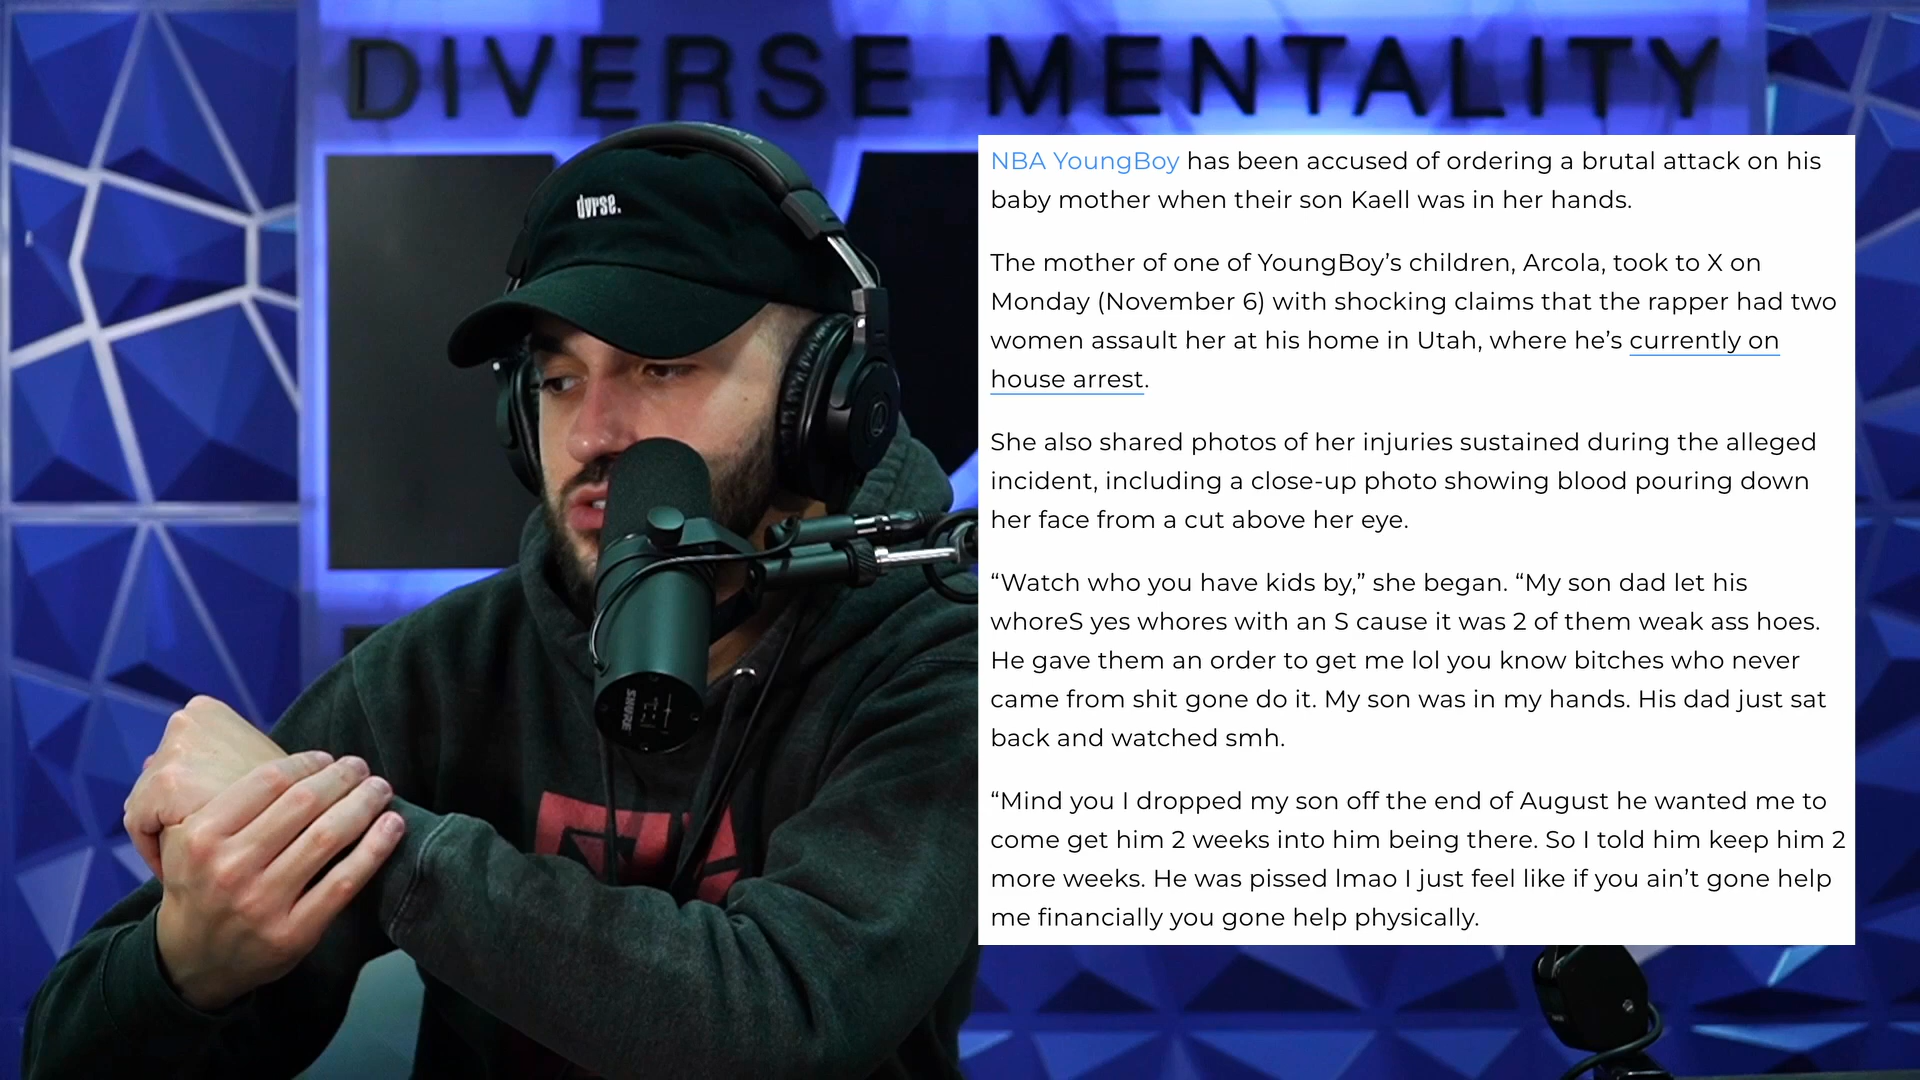 DIVERSE MENTALITY
dvrse.
SHURE
NBA YoungBoy has been accused of ordering a brutal attack on his
baby mother when their son Kaell was in her hands.
The mother of one of YoungBoy’s children, Arcola, took to X on
Monday (November 6) with shocking claims that the rapper had two
women assault her at his home in Utah, where he’s currently on
house arrest.
She also shared photos of her injuries sustained during the alleged
incident, including a close-up photo showing blood pouring down
her face from a cut above her eye.
“Watch who you have kids by,” she began. “My son dad let his
whoreS yes whores with an S cause it was 2 of them weak ass hoes.
He gave them an order to get me lol you know bitches who never
came from shit gone do it. My son was in my hands. His dad just sat
back and watched smh.
“Mind you I dropped my son off the end of August he wanted me to
come get him 2 weeks into him being there. So I told him keep him 2
more weeks. He was pissed lmao I just feel like if you ain’t gone help
me financially you gone help physically.